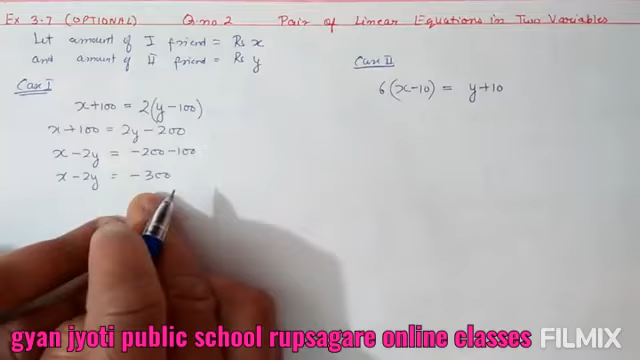 Ex 3.7 (OPTIONAL) Q.no 2 Pair of Linear Equations in Two Variables
Let amount of I friend = Rs x
and amount of II friend = Rs y
Case I
x+100 = 2(y-100)
x+100 = 2y-200
x-2y = -200-100
x-2y = -300
Case II
6(x-10) = y+10
gyan jyoti public school rupsagare online classes
FILMIX